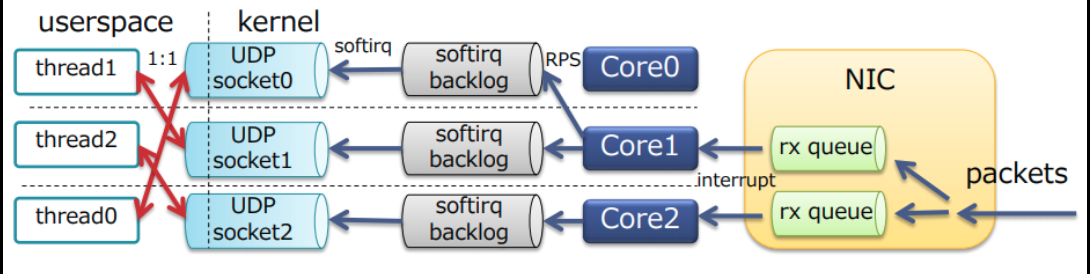 userspace
kernel
thread1
1:1
UDP
socket0
softirq
softirq
backlog
RPS
Core0
NIC
thread2
UDP
socket1
softirq
backlog
Core1
rx queue
interrupt
packets
thread0
UDP
socket2
softirq
backlog
Core2
rx queue